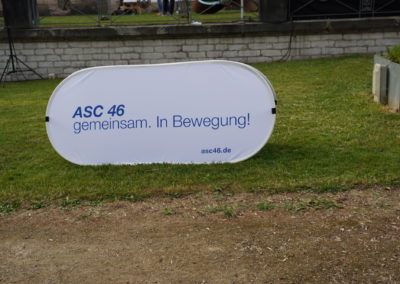 ASC 46
gemeinsam. In Bewegung!
asc46.de